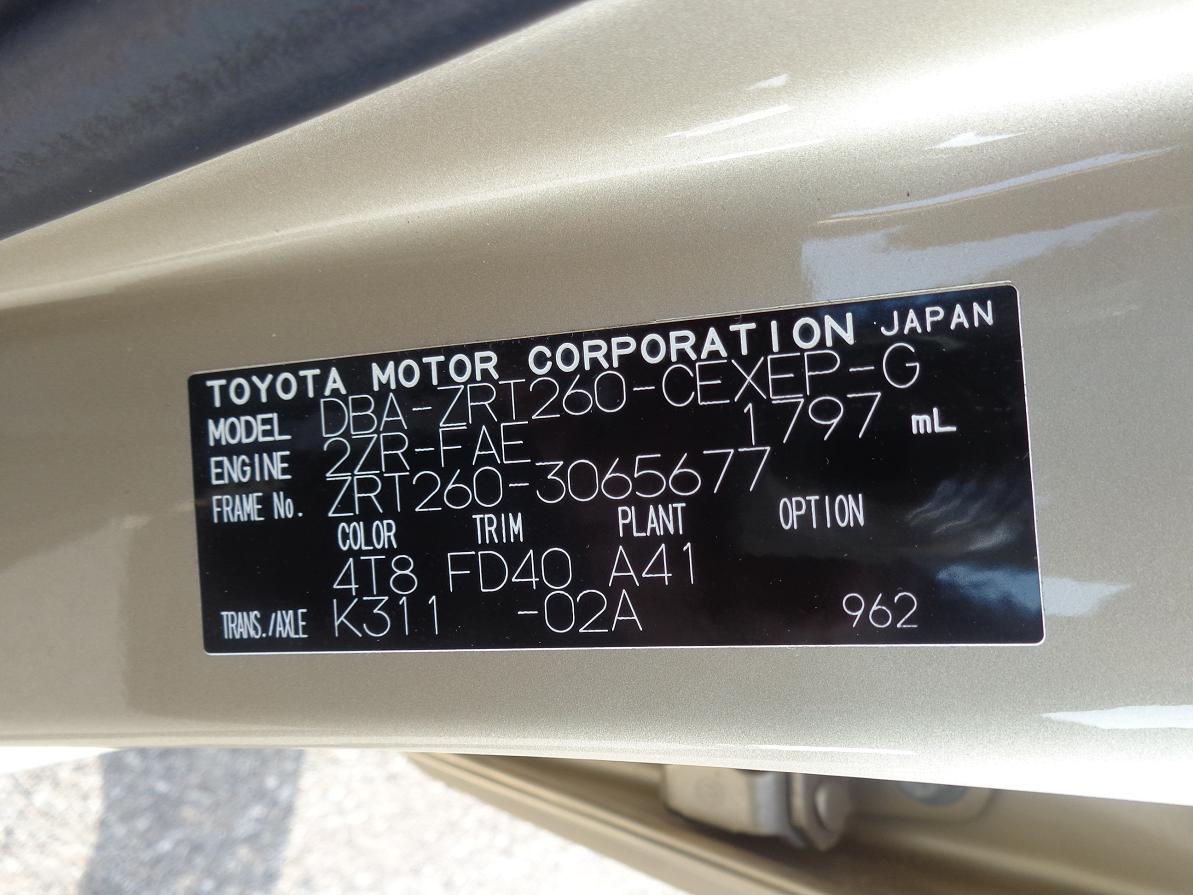 TOYOTA MOTOR CORPORATION JAPAN
MODEL DBA-ZRT260-CEXEP-G
ENGINE 2ZR-FAE 1797 mL
FRAME No. ZRT260-3065677
COLOR TRIM PLANT OPTION
4T8 FD40 A41
TRANS./AXLE K311 -02A 962